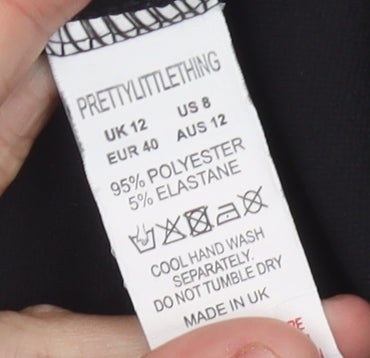 PRETTYLITTLETHING
UK 12 US 8
EUR 40 AUS 12
95% POLYESTER
5% ELASTANE
COOL HAND WASH
SEPARATELY.
DO NOT TUMBLE DRY
MADE IN UK